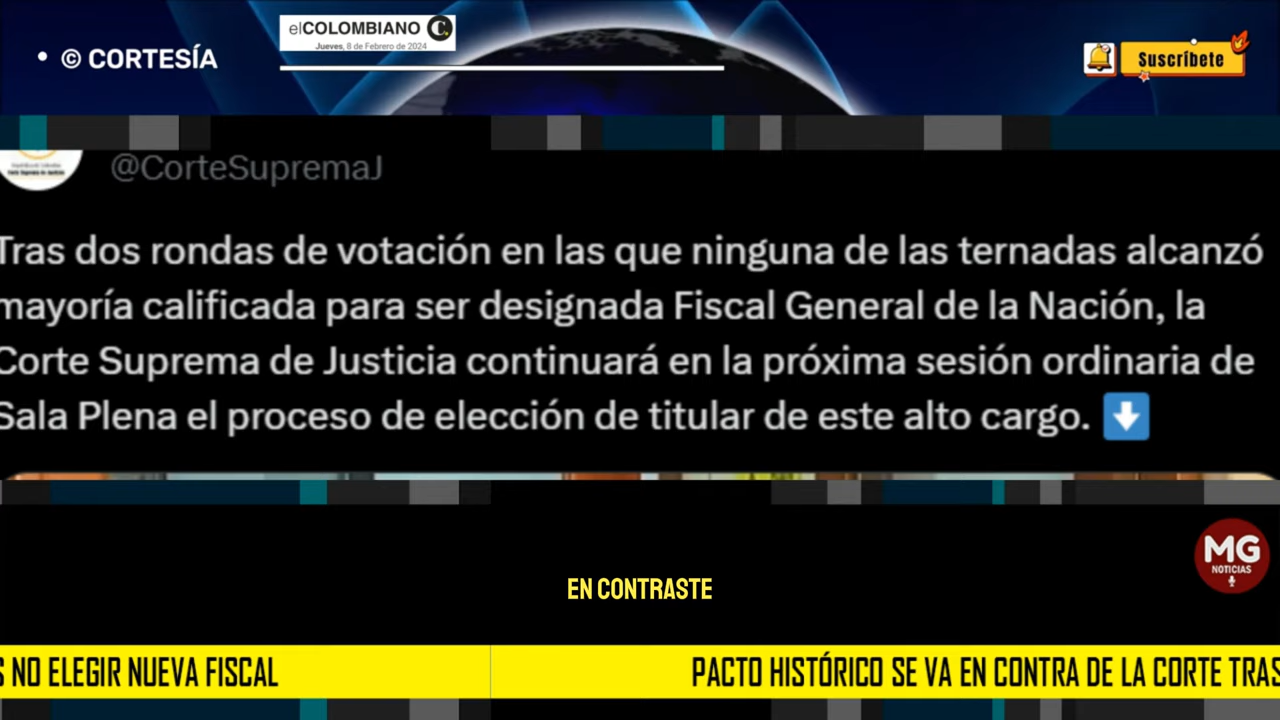 © CORTESÍA
elCOLOMBIANO
Jueves, 8 de Febrero de 2024
Suscríbete
@CorteSupremaJ
Tras dos rondas de votación en las que ninguna de las ternadas alcanzó
mayoría calificada para ser designada Fiscal General de la Nación, la
Corte Suprema de Justicia continuará en la próxima sesión ordinaria de
Sala Plena el proceso de elección de titular de este alto cargo.
MG
NOTICIAS
EN CONTRASTE
S NO ELEGIR NUEVA FISCAL
PACTO HISTÓRICO SE VA EN CONTRA DE LA CORTE TRAS